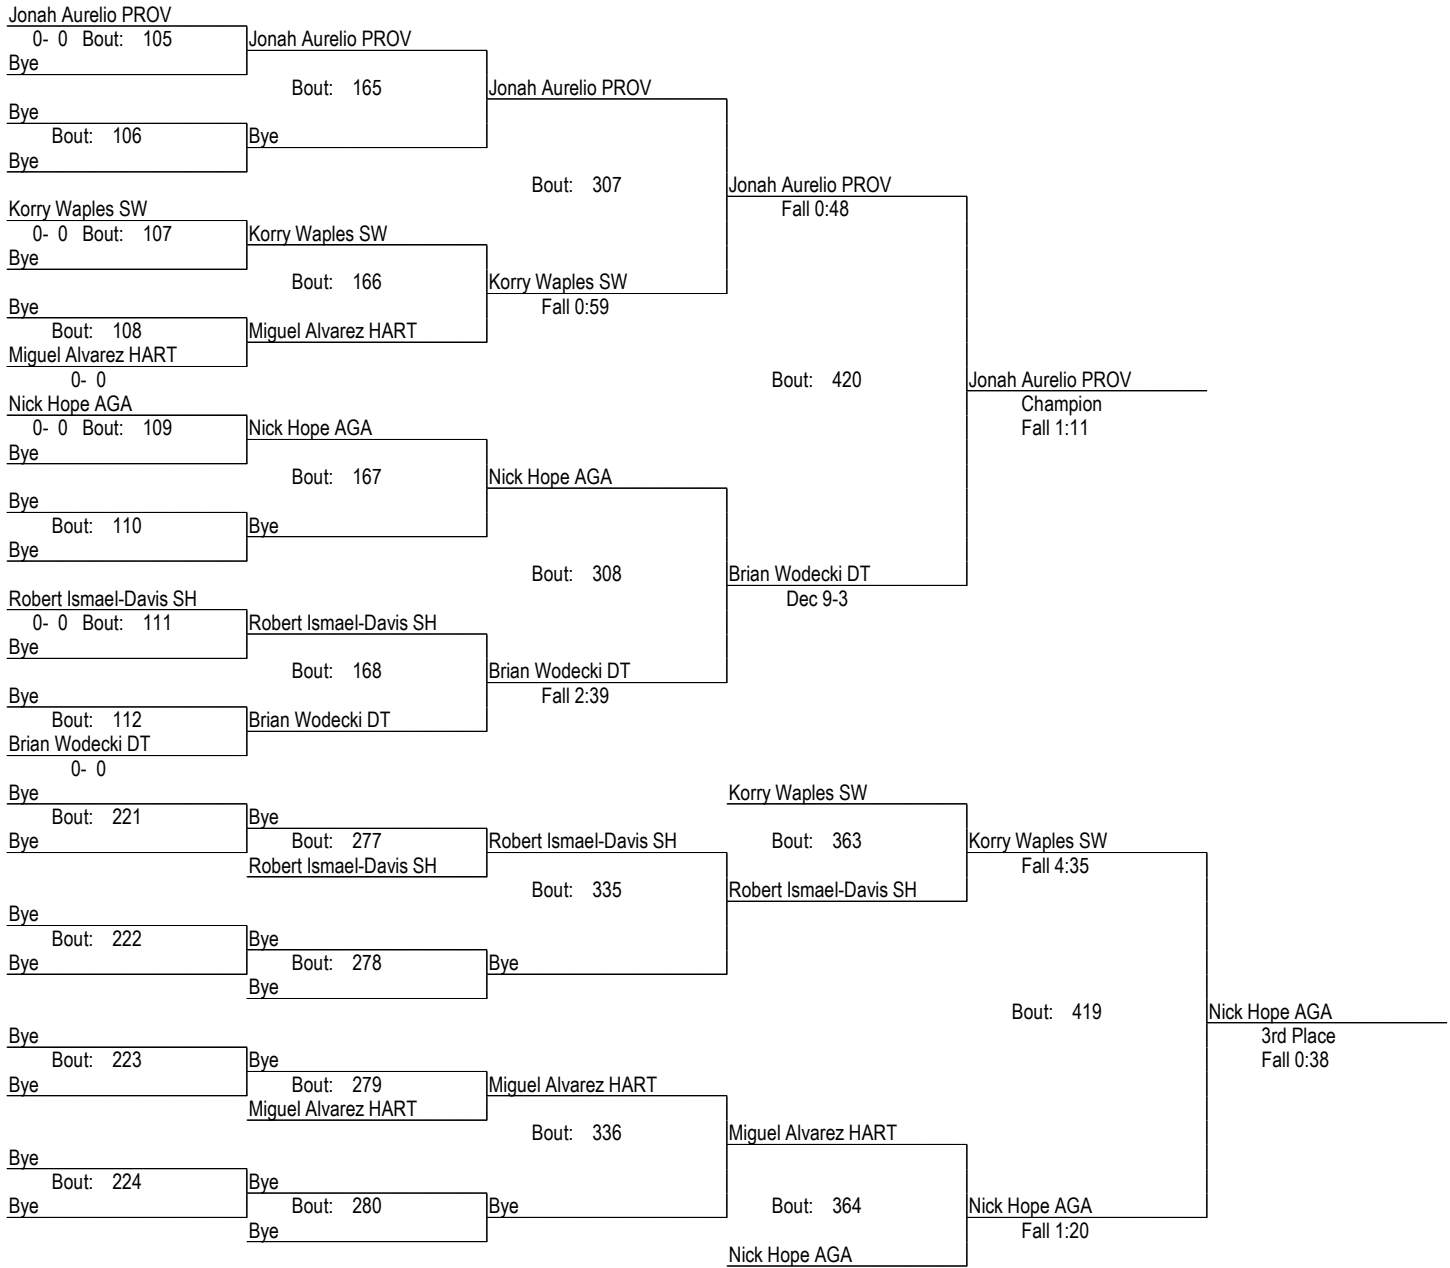 Jonah Aurelio PROV
0- 0 Bout: 105
Bye
Jonah Aurelio PROV
Bout: 165
Jonah Aurelio PROV
Bye
Bout: 106
Bye
Bye
Bout: 307
Jonah Aurelio PROV
Fall 0:48
Korry Waples SW
0- 0 Bout: 107
Bye
Korry Waples SW
Bout: 166
Korry Waples SW
Fall 0:59
Bye
Bout: 108
Miguel Alvarez HART
Miguel Alvarez HART
0- 0
Bout: 420
Jonah Aurelio PROV
Champion
Fall 1:11
Nick Hope AGA
0- 0 Bout: 109
Bye
Nick Hope AGA
Bout: 167
Nick Hope AGA
Bye
Bout: 110
Bye
Bye
Bout: 308
Brian Wodecki DT
Dec 9-3
Robert Ismael-Davis SH
0- 0 Bout: 111
Bye
Robert Ismael-Davis SH
Bout: 168
Brian Wodecki DT
Fall 2:39
Bye
Bout: 112
Brian Wodecki DT
Brian Wodecki DT
0- 0
Bye
Bout: 221
Bye
Bye
Bout: 277
Robert Ismael-Davis SH
Robert Ismael-Davis SH
Bout: 335
Korry Waples SW
Bout: 363
Robert Ismael-Davis SH
Korry Waples SW
Fall 4:35
Bye
Bout: 222
Bye
Bye
Bout: 278
Bye
Bye
Bout: 419
Nick Hope AGA
3rd Place
Fall 0:38
Bye
Bout: 223
Bye
Bye
Bout: 279
Miguel Alvarez HART
Miguel Alvarez HART
Bout: 336
Miguel Alvarez HART
Bye
Bout: 224
Bye
Bye
Bout: 280
Bye
Bye
Bout: 364
Nick Hope AGA
Nick Hope AGA
Fall 1:20